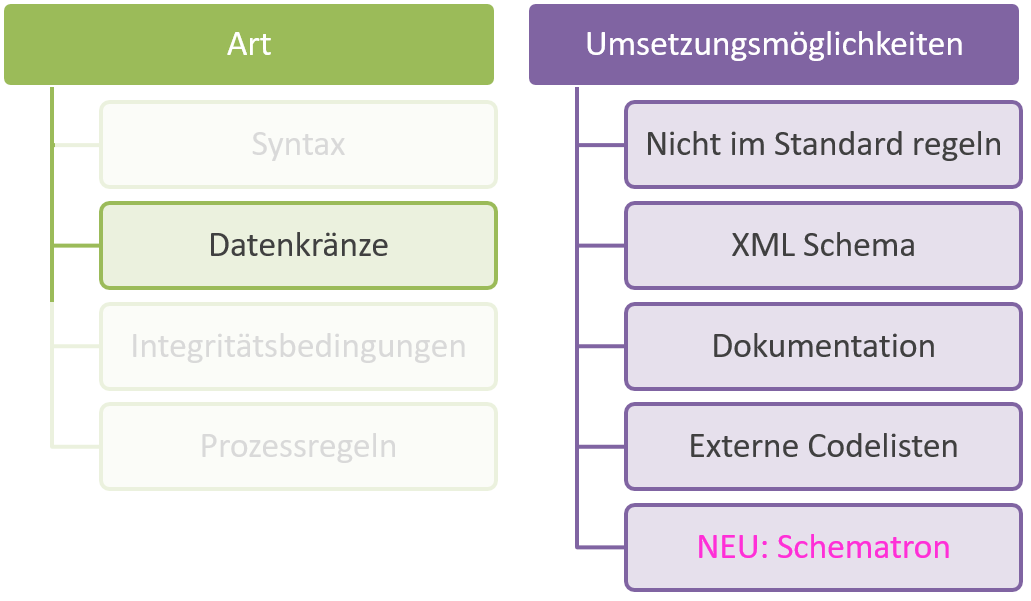 Art
Syntax
Datenkränze
Integritätsbedingungen
Prozessregeln
Umsetzungsmöglichkeiten
Nicht im Standard regeln
XML Schema
Dokumentation
Externe Codelisten
NEU: Schematron